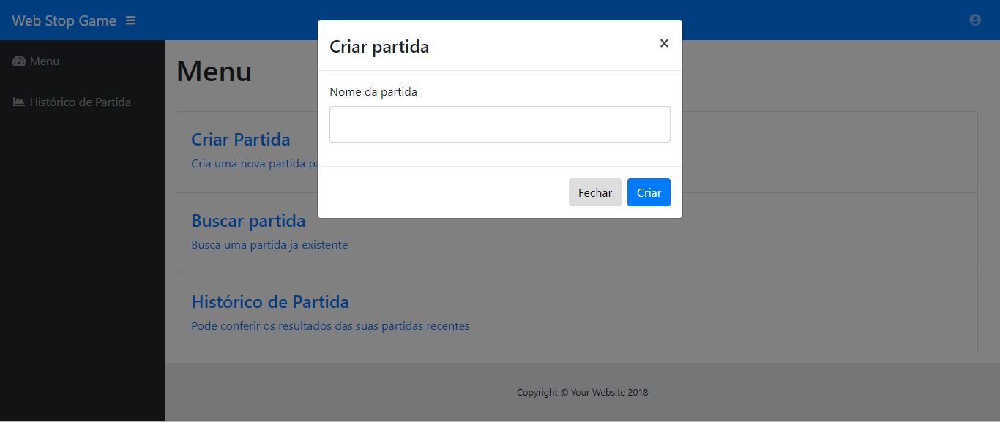 Web Stop Game
Menu
Histórico de Partida
Menu
Criar Partida
Cria uma nova partida
Buscar partida
Busca uma partida ja existente
Histórico de Partida
Pode conferir os resultados das suas partidas recentes
Copyright © Your Website 2018
Criar partida
×
Nome da partida
Fechar
Criar